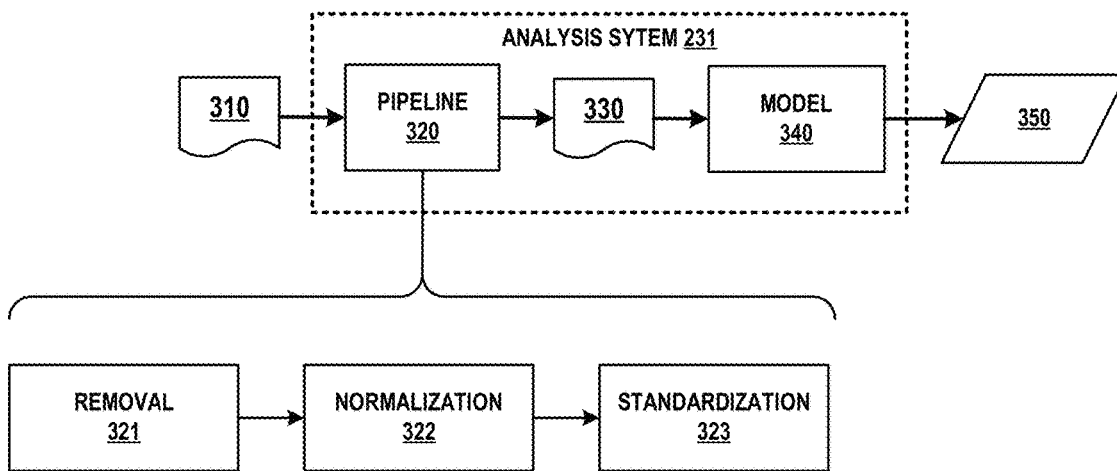 ANALYSIS SYTEM 231
310
PIPELINE
320
330
MODEL
340
350
REMOVAL
321
NORMALIZATION
322
STANDARDIZATION
323